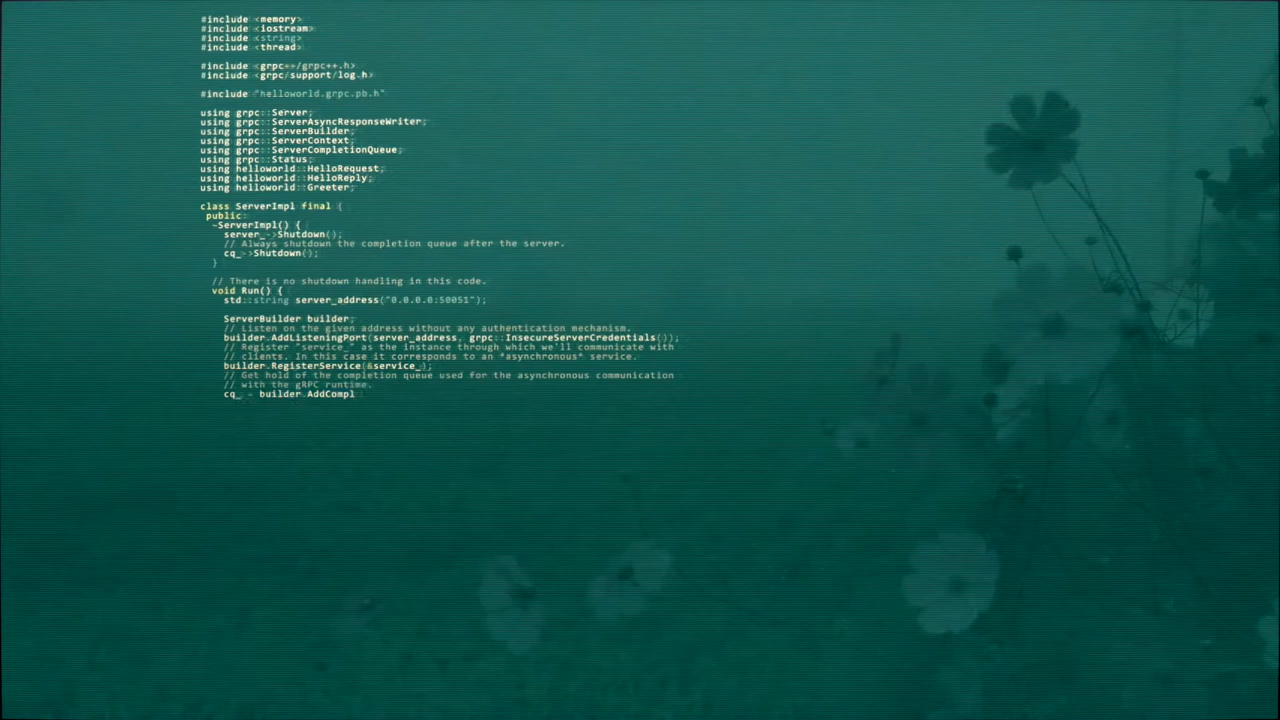 #include <memory>
#include <iostream>
#include <string>
#include <thread>
#include <grpc++/grpc++.h>
#include <grpc/support/log.h>
#include "helloworld.grpc.pb.h"
using grpc::Server;
using grpc::ServerAsyncResponseWriter;
using grpc::ServerBuilder;
using grpc::ServerContext;
using grpc::ServerCompletionQueue;
using grpc::Status;
using helloworld::HelloRequest;
using helloworld::HelloReply;
using helloworld::Greeter;
class ServerImpl final {
public:
~ServerImpl() {
server_->Shutdown();
// Always shutdown the completion queue after the server.
cq_->Shutdown();
}
// There is no shutdown handling in this code.
void Run() {
std::string server_address("0.0.0.0:50051");
ServerBuilder builder;
// Listen on the given address without any authentication mechanism.
builder.AddListeningPort(server_address, grpc::InsecureServerCredentials());
// Register "service_" as the instance through which we'll communicate with
// clients. In this case it corresponds to an *asynchronous* service.
builder.RegisterService(&service_);
// Get hold of the completion queue used for the asynchronous communication
// with the gRPC runtime.
cq_ = builder.AddCompl